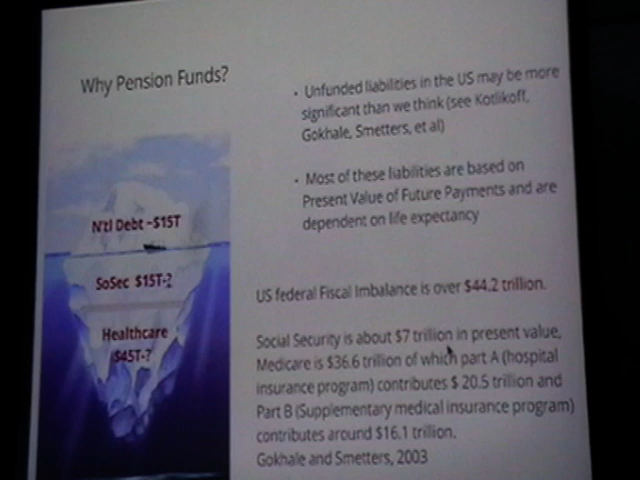 Why Pension Funds?
N'tl Debt ~$15T
SoSec $15T-?
Healthcare
$45T-?
• Unfunded liabilities in the US may be more
significant than we think (see Kotlikoff,
Gokhale, Smetters, et al)
• Most of these liabilities are based on
Present Value of Future Payments and are
dependent on life expectancy
US federal Fiscal Imbalance is over $44.2 trillion.
Social Security is about $7 trillion in present value,
Medicare is $36.6 trillion of which part A (hospital
insurance program) contributes $ 20.5 trillion and
Part B (Supplementary medical insurance program)
contributes around $16.1 trillion.
Gokhale and Smetters, 2003